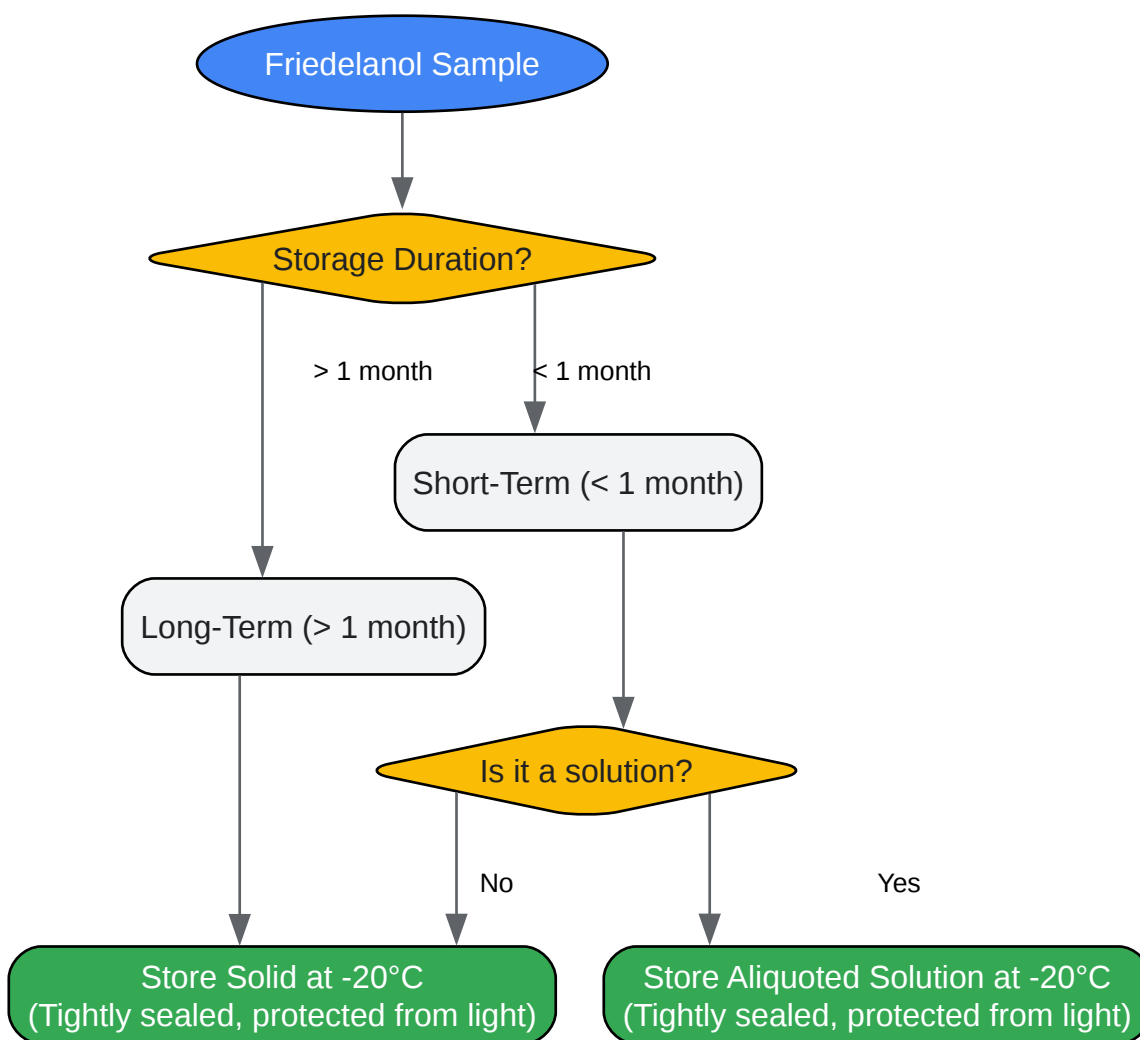 Friedelanol Sample
Storage Duration?
> 1 month
< 1 month
Short-Term (< 1 month)
Long-Term (> 1 month)
Is it a solution?
No
Yes
Store Solid at -20°C
(Tightly sealed, protected from light)
Store Aliquoted Solution at -20°C
(Tightly sealed, protected from light)